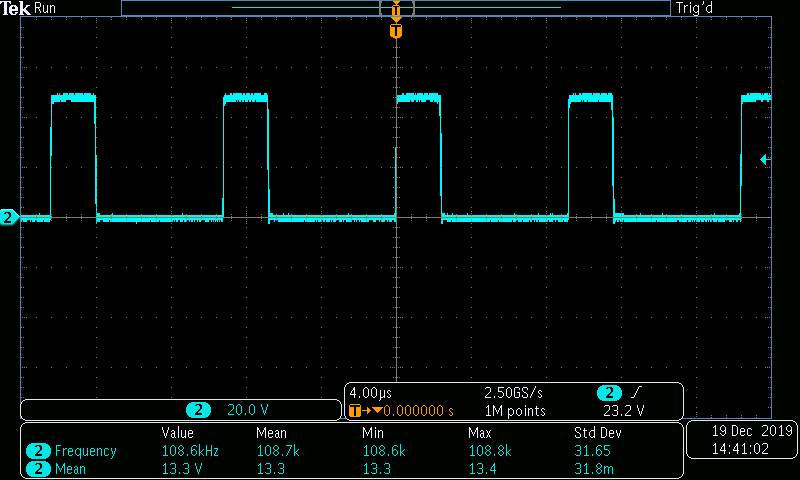 Tek Run Trig'd
T
T
2
4.00µs 2.50GS/s 2
2 20.0 V T→▼0.000000 s 1M points 23.2 V
Value Mean Min Max Std Dev
2 Frequency 108.6kHz 108.7k 108.6k 108.8k 31.65
2 Mean 13.3 V 13.3 13.3 13.4 31.8m
19 Dec 2019
14:41:02